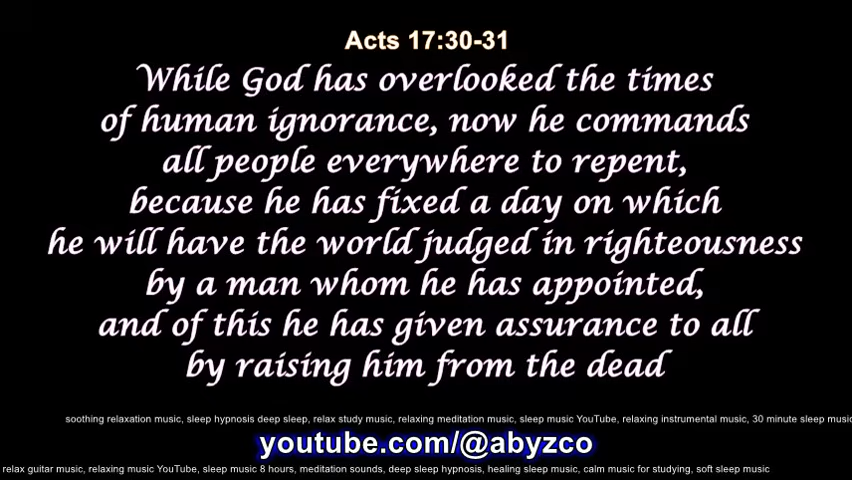 Acts 17:30-31
While God has overlooked the times
of human ignorance, now he commands
all people everywhere to repent,
because he has fixed a day on which
he will have the world judged in righteousness
by a man whom he has appointed,
and of this he has given assurance to all
by raising him from the dead
soothing relaxation music, sleep hypnosis deep sleep, relax study music, relaxing meditation music, sleep music YouTube, relaxing instrumental music, 30 minute sleep music
youtube.com/@abyzco
relax guitar music, relaxing music YouTube, sleep music 8 hours, meditation sounds, deep sleep hypnosis, healing sleep music, calm music for studying, soft sleep music